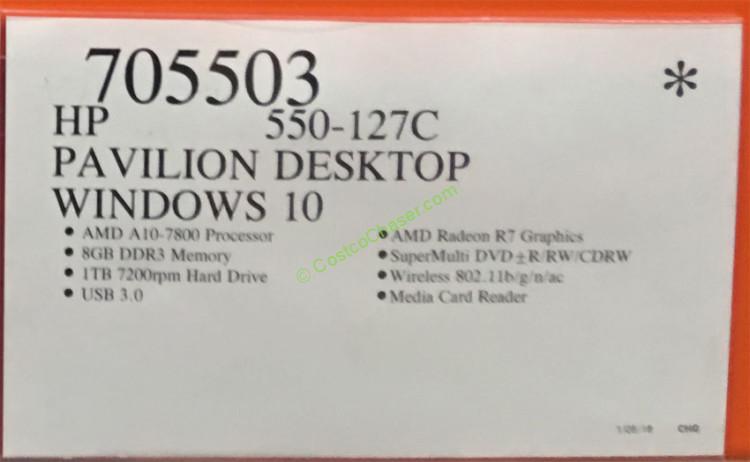 705503 *
HP 550-127C
PAVILION DESKTOP
WINDOWS 10
• AMD A10-7800 Processor
• 8GB DDR3 Memory
• 1TB 7200rpm Hard Drive
• USB 3.0
• AMD Radeon R7 Graphics
• SuperMulti DVD±R/RW/CDRW
• Wireless 802.11b/g/n/ac
• Media Card Reader
© CostcoChaser.com
CHG